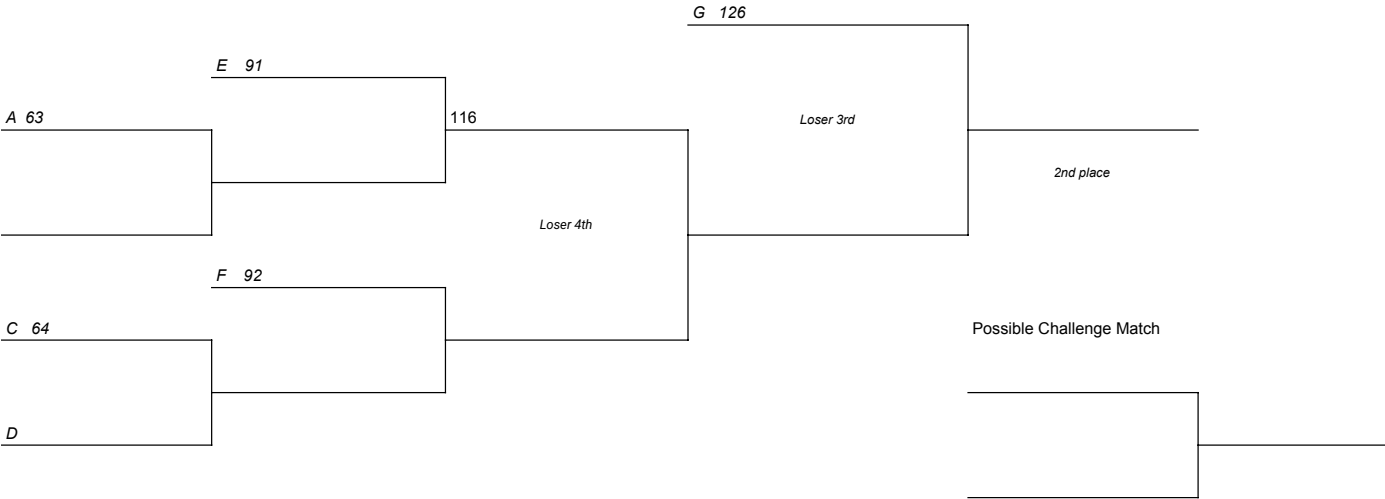 G 126
E 91
A 63
116
Loser 3rd
2nd place
Loser 4th
F 92
C 64
Possible Challenge Match
D